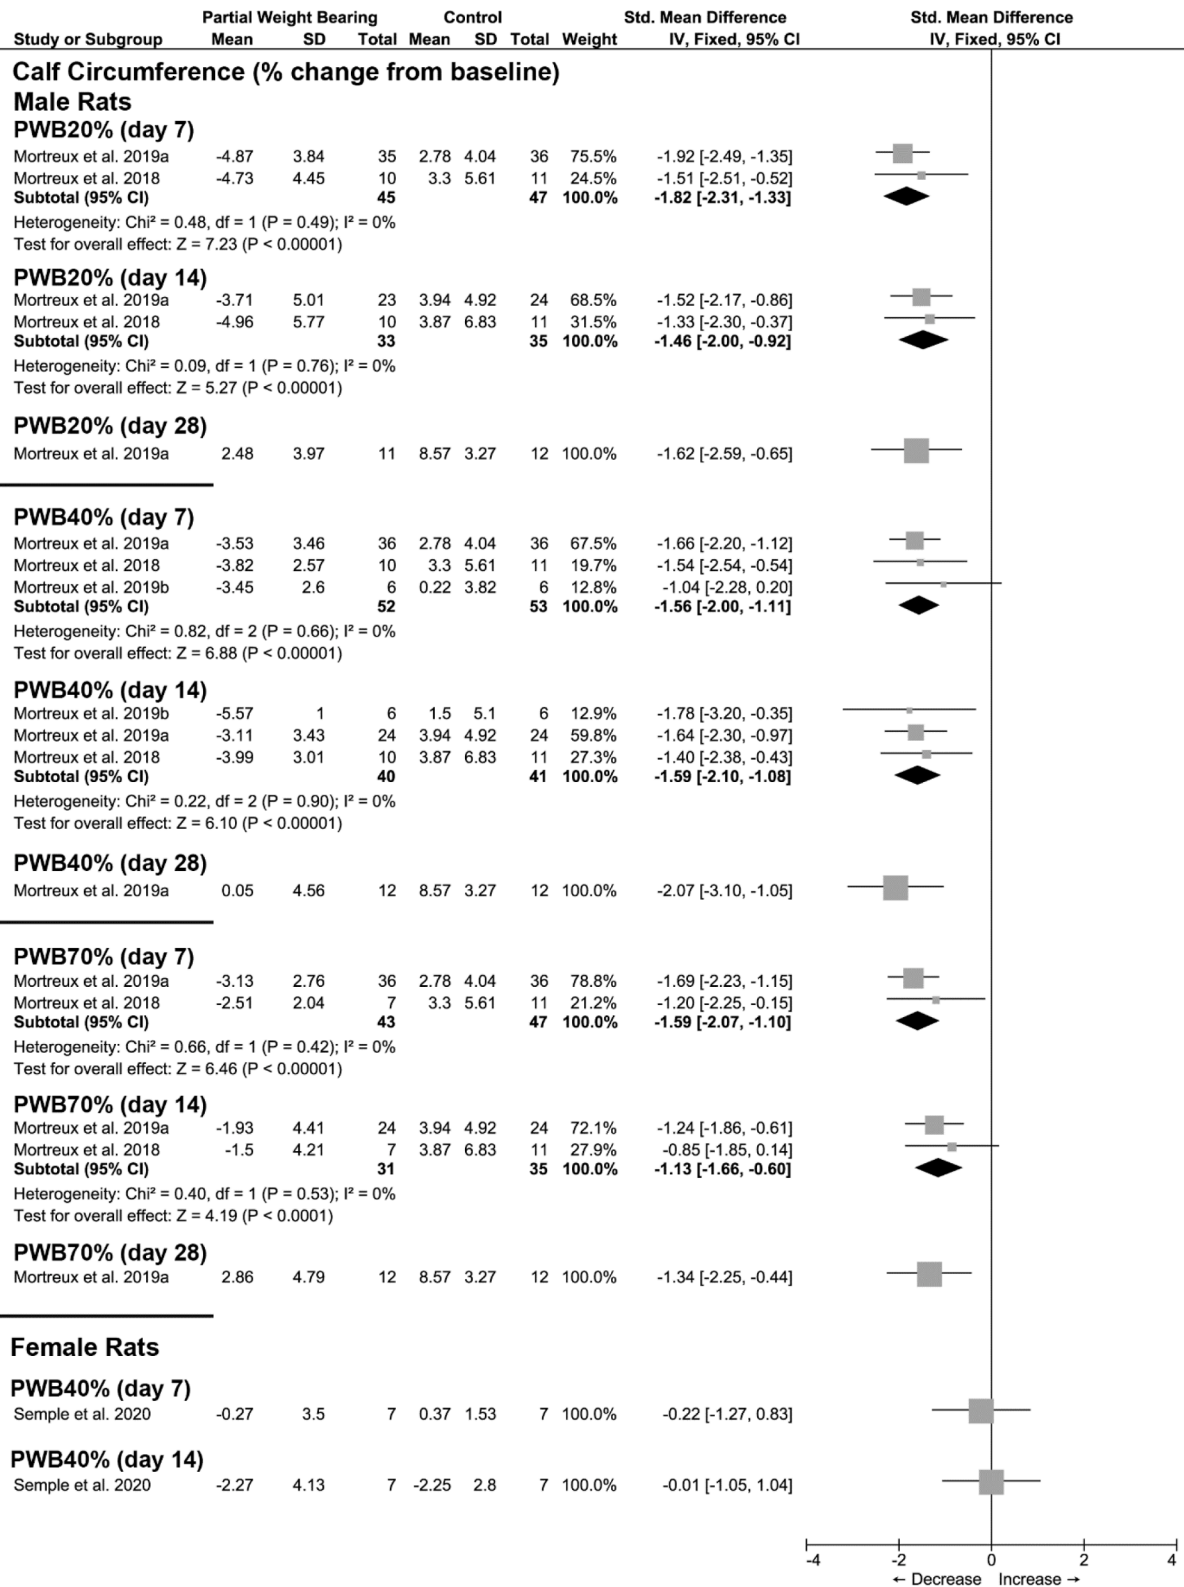 Partial Weight Bearing Control Std. Mean Difference Std. Mean Difference
Study or Subgroup Mean SD Total Mean SD Total Weight IV, Fixed, 95% CI IV, Fixed, 95% CI
Calf Circumference (% change from baseline)
Male Rats
PWB20% (day 7)
Mortreux et al. 2019a -4.87 3.84 35 2.78 4.04 36 75.5% -1.92 [-2.49, -1.35]
Mortreux et al. 2018 -4.73 4.45 10 3.3 5.61 11 24.5% -1.51 [-2.51, -0.52]
Subtotal (95% CI) 45 47 100.0% -1.82 [-2.31, -1.33]
Heterogeneity: Chi² = 0.48, df = 1 (P = 0.49); I² = 0%
Test for overall effect: Z = 7.23 (P < 0.00001)
PWB20% (day 14)
Mortreux et al. 2019a -3.71 5.01 23 3.94 4.92 24 68.5% -1.52 [-2.17, -0.86]
Mortreux et al. 2018 -4.96 5.77 10 3.87 6.83 11 31.5% -1.33 [-2.30, -0.37]
Subtotal (95% CI) 33 35 100.0% -1.46 [-2.00, -0.92]
Heterogeneity: Chi² = 0.09, df = 1 (P = 0.76); I² = 0%
Test for overall effect: Z = 5.27 (P < 0.00001)
PWB20% (day 28)
Mortreux et al. 2019a 2.48 3.97 11 8.57 3.27 12 100.0% -1.62 [-2.59, -0.65]
PWB40% (day 7)
Mortreux et al. 2019a -3.53 3.46 36 2.78 4.04 36 67.5% -1.66 [-2.20, -1.12]
Mortreux et al. 2018 -3.82 2.57 10 3.3 5.61 11 19.7% -1.54 [-2.54, -0.54]
Mortreux et al. 2019b -3.45 2.6 6 0.22 3.82 6 12.8% -1.04 [-2.28, 0.20]
Subtotal (95% CI) 52 53 100.0% -1.56 [-2.00, -1.11]
Heterogeneity: Chi² = 0.82, df = 2 (P = 0.66); I² = 0%
Test for overall effect: Z = 6.88 (P < 0.00001)
PWB40% (day 14)
Mortreux et al. 2019b -5.57 1 6 1.5 5.1 6 12.9% -1.78 [-3.20, -0.35]
Mortreux et al. 2019a -3.11 3.43 24 3.94 4.92 24 59.8% -1.64 [-2.30, -0.97]
Mortreux et al. 2018 -3.99 3.01 10 3.87 6.83 11 27.3% -1.40 [-2.38, -0.43]
Subtotal (95% CI) 40 41 100.0% -1.59 [-2.10, -1.08]
Heterogeneity: Chi² = 0.22, df = 2 (P = 0.90); I² = 0%
Test for overall effect: Z = 6.10 (P < 0.00001)
PWB40% (day 28)
Mortreux et al. 2019a 0.05 4.56 12 8.57 3.27 12 100.0% -2.07 [-3.10, -1.05]
PWB70% (day 7)
Mortreux et al. 2019a -3.13 2.76 36 2.78 4.04 36 78.8% -1.69 [-2.23, -1.15]
Mortreux et al. 2018 -2.51 2.04 7 3.3 5.61 11 21.2% -1.20 [-2.25, -0.15]
Subtotal (95% CI) 43 47 100.0% -1.59 [-2.07, -1.10]
Heterogeneity: Chi² = 0.66, df = 1 (P = 0.42); I² = 0%
Test for overall effect: Z = 6.46 (P < 0.00001)
PWB70% (day 14)
Mortreux et al. 2019a -1.93 4.41 24 3.94 4.92 24 72.1% -1.24 [-1.86, -0.61]
Mortreux et al. 2018 -1.5 4.21 7 3.87 6.83 11 27.9% -0.85 [-1.85, 0.14]
Subtotal (95% CI) 31 35 100.0% -1.13 [-1.66, -0.60]
Heterogeneity: Chi² = 0.40, df = 1 (P = 0.53); I² = 0%
Test for overall effect: Z = 4.19 (P < 0.0001)
PWB70% (day 28)
Mortreux et al. 2019a 2.86 4.79 12 8.57 3.27 12 100.0% -1.34 [-2.25, -0.44]
Female Rats
PWB40% (day 7)
Semple et al. 2020 -0.27 3.5 7 0.37 1.53 7 100.0% -0.22 [-1.27, 0.83]
PWB40% (day 14)
Semple et al. 2020 -2.27 4.13 7 -2.25 2.8 7 100.0% -0.01 [-1.05, 1.04]
-4 -2 0 2 4
← Decrease Increase →